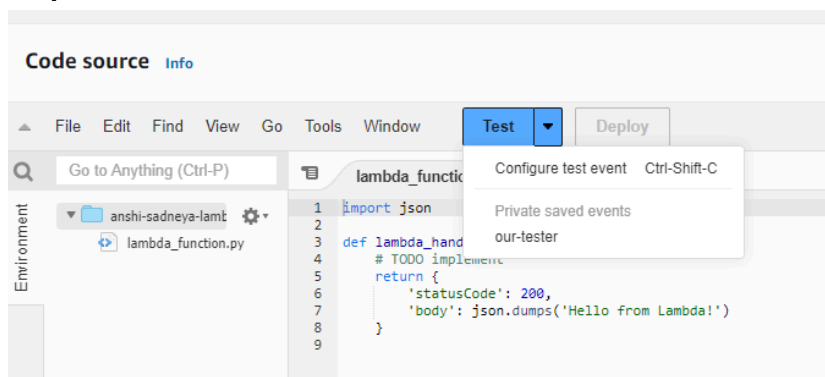 Code source Info
File Edit Find View Go Tools Window Test Deploy
Go to Anything (Ctrl-P)
lambda_functic
Configure test event Ctrl-Shift-C
Private saved events
our-tester
Environment
anshi-sadneya-lamb
lambda_function.py
1 import json
2
3 def lambda_hand
4 # TODO implement
5 return {
6 'statusCode': 200,
7 'body': json.dumps('Hello from Lambda!')
8 }
9